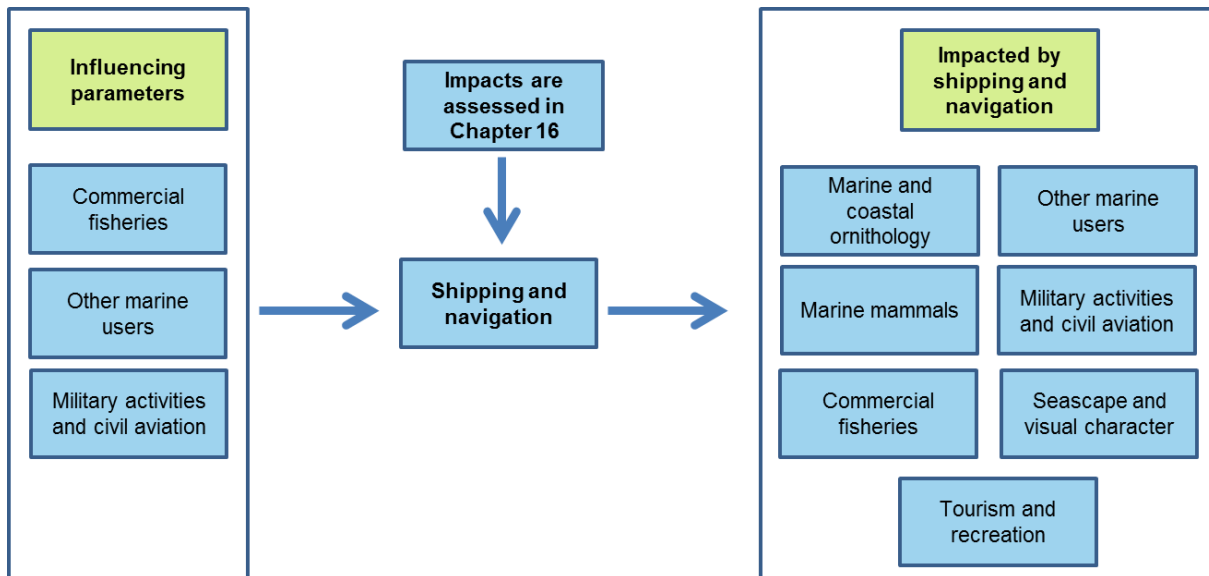 Influencing
parameters
Commercial
fisheries
Other marine
users
Military activities
and civil aviation
Impacts are
assessed in
Chapter 16
Shipping and
navigation
Impacted by
shipping and
navigation
Marine and
coastal
ornithology
Other marine
users
Marine mammals
Military activities
and civil aviation
Commercial
fisheries
Seascape and
visual character
Tourism and
recreation